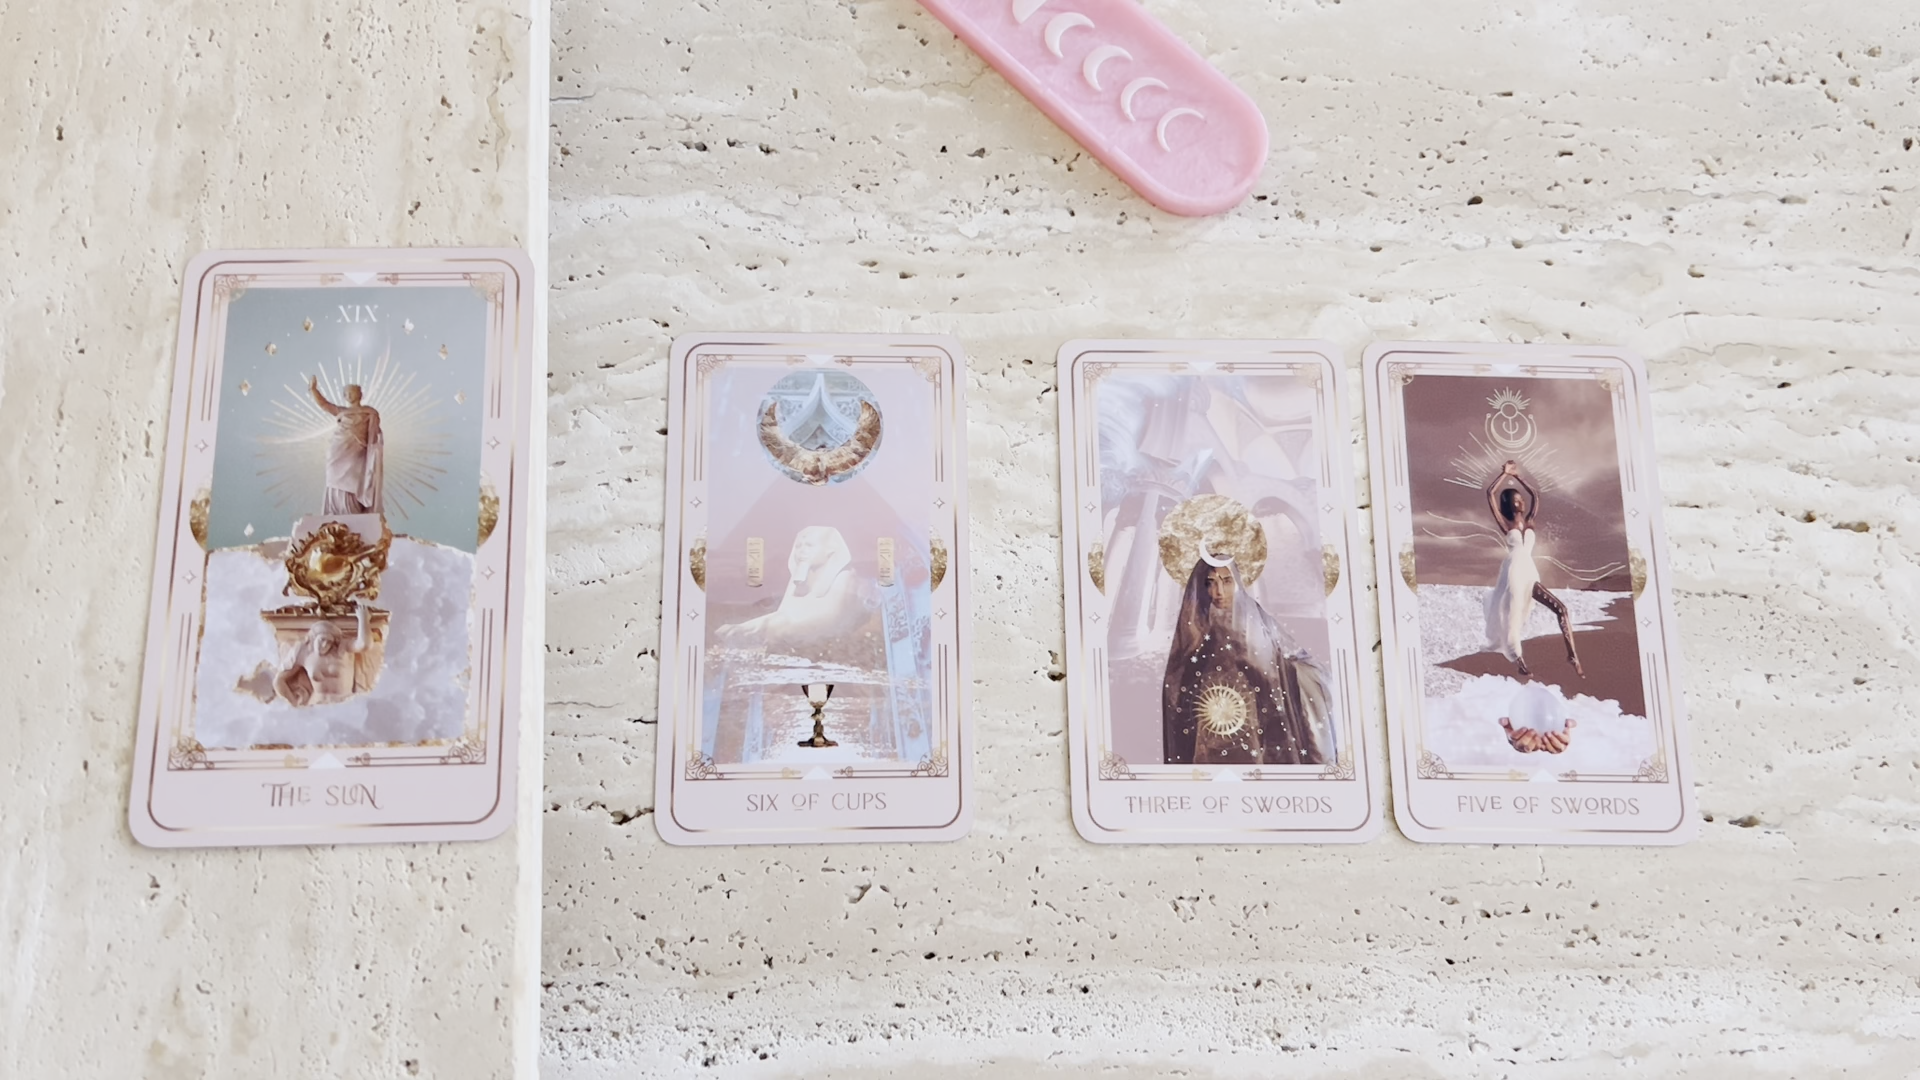 XIX
THE SUN
SIX OF CUPS
THREE OF SWORDS
FIVE OF SWORDS